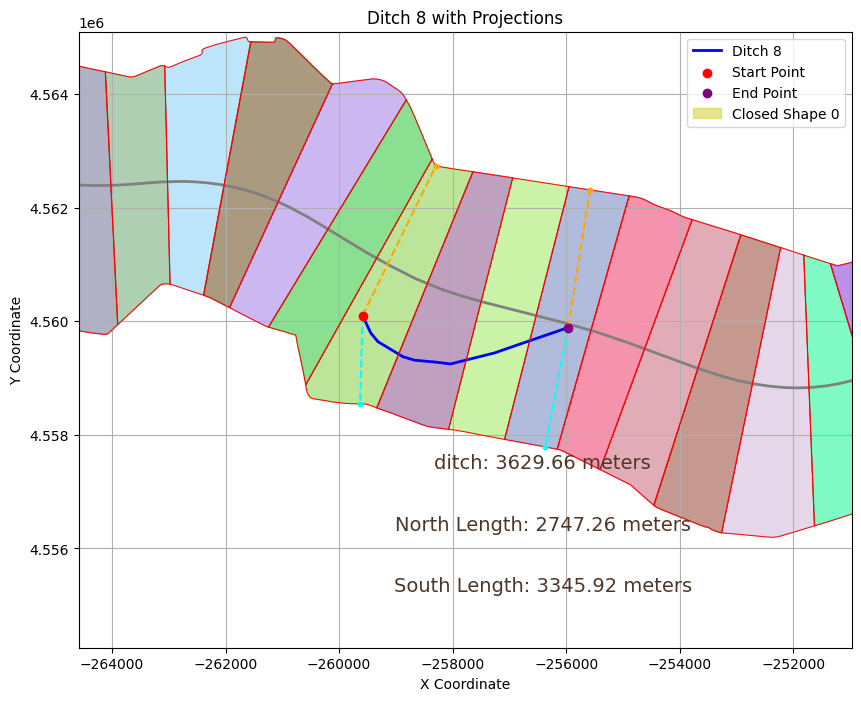 Ditch 8 with Projections
1e6
Ditch 8
Start Point
End Point
Closed Shape 0
4.564
4.562
4.560
4.558
4.556
Y Coordinate
ditch: 3629.66 meters
North Length: 2747.26 meters
South Length: 3345.92 meters
−264000 −262000 −260000 −258000 −256000 −254000 −252000
X Coordinate